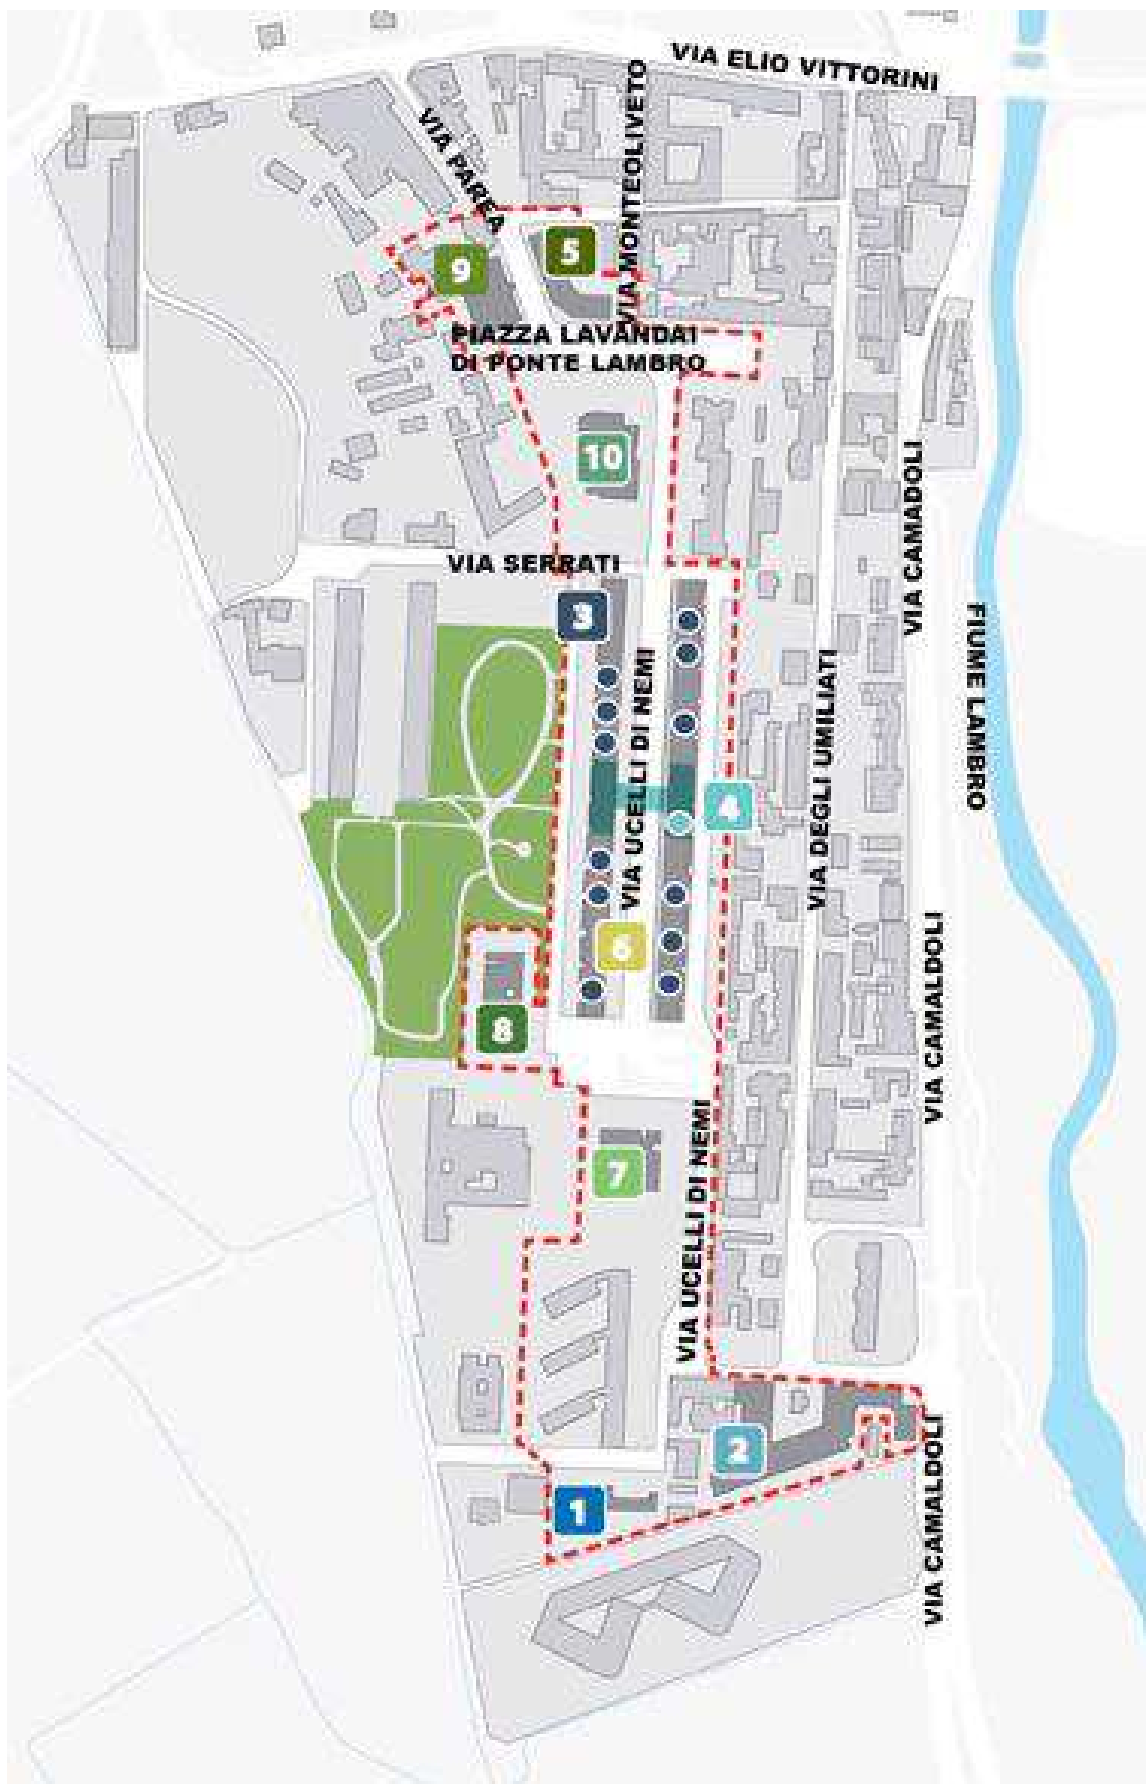 VIA ELIO VITTORINI
VIA MONTEOLIVETO
VIA PAREA
5
9
PIAZZA LAVANDAI
DI PONTE LAMBRO
10
VIA CAMADOLI
VIA SERRATI
3
FIUME LAMBRO
VIA UCELLI DI NEMI
VIA DEGLI UMILIATI
4
6
VIA CAMALDOLI
8
VIA UCELLI DI NEMI
7
2
VIA CAMALDOLI
1